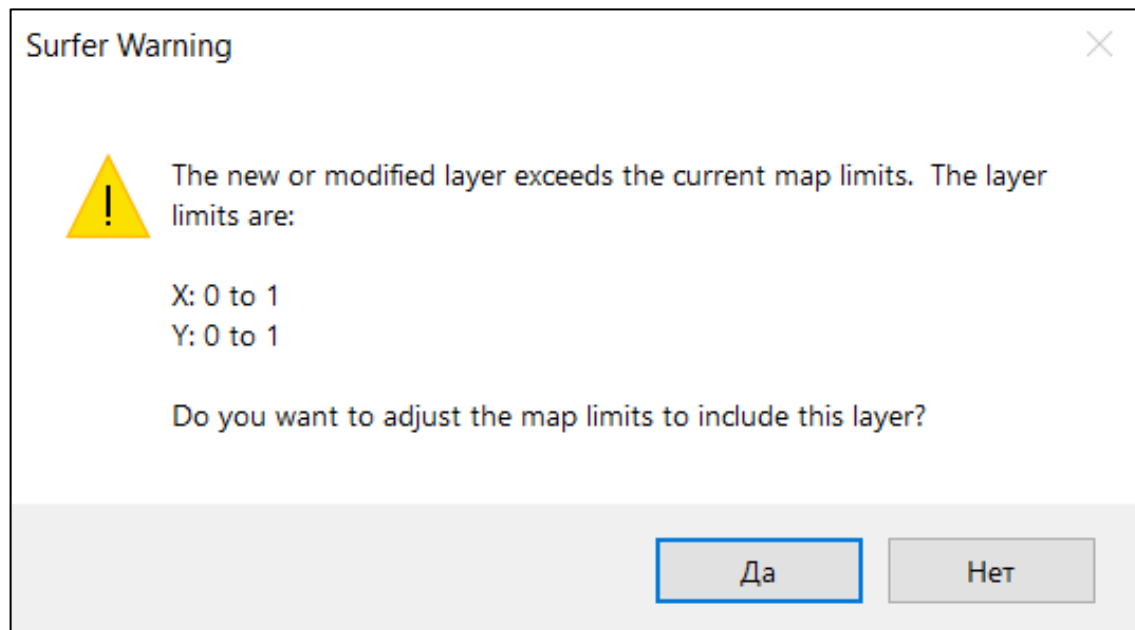 Surfer Warning
The new or modified layer exceeds the current map limits.  The layer
limits are:
X: 0 to 1
Y: 0 to 1
Do you want to adjust the map limits to include this layer?
Да
Нет